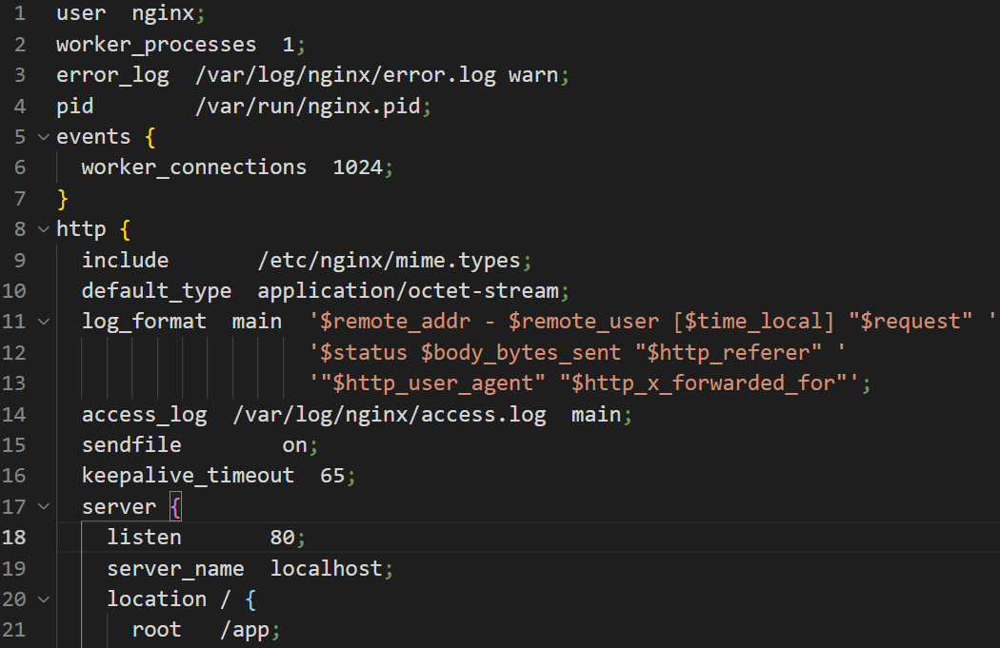 1 user  nginx;
2 worker_processes  1;
3 error_log  /var/log/nginx/error.log warn;
4 pid        /var/run/nginx.pid;
5 events {
6   worker_connections  1024;
7 }
8 http {
9   include       /etc/nginx/mime.types;
10   default_type  application/octet-stream;
11   log_format  main  '$remote_addr - $remote_user [$time_local] "$request" '
12                     '$status $body_bytes_sent "$http_referer" '
13                     '"$http_user_agent" "$http_x_forwarded_for"';
14   access_log  /var/log/nginx/access.log  main;
15   sendfile        on;
16   keepalive_timeout  65;
17   server {
18     listen       80;
19     server_name  localhost;
20     location / {
21       root   /app;